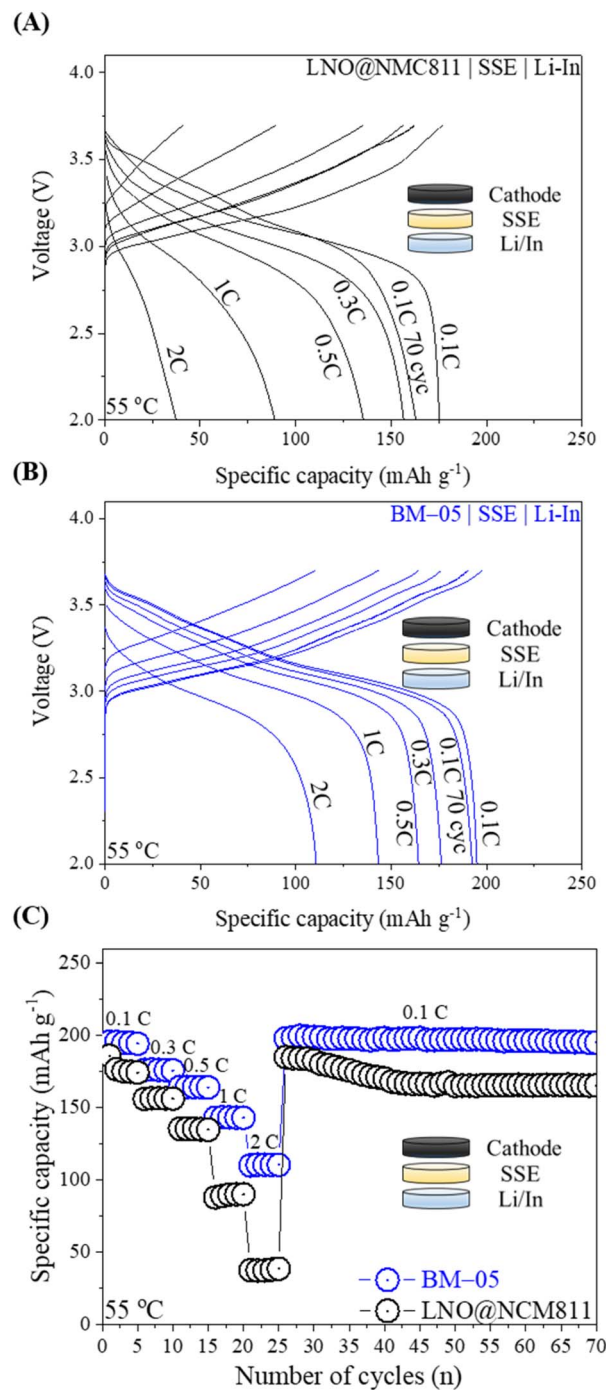 (A)
LNO@NMC811 | SSE | Li-In
4.0
3.5
3.0
2.5
2.0
Voltage (V)
Cathode
SSE
Li/In
2C
1C
0.5C
0.3C
0.1C 70 cyc
0.1C
55 °C
0 50 100 150 200 250
Specific capacity (mAh g⁻¹)
(B)
BM–05 | SSE | Li-In
4.0
3.5
3.0
2.5
2.0
Voltage (V)
Cathode
SSE
Li/In
2C
1C
0.5C
0.3C
0.1C 70 cyc
0.1C
55 °C
0 50 100 150 200 250
Specific capacity (mAh g⁻¹)
(C)
250
200
150
100
50
0
Specific capacity (mAh g⁻¹)
0.1 C
0.3 C
0.5 C
1 C
2 C
0.1 C
Cathode
SSE
Li/In
BM–05
LNO@NCM811
55 °C
0 5 10 15 20 25 30 35 40 45 50 55 60 65 70
Number of cycles (n)